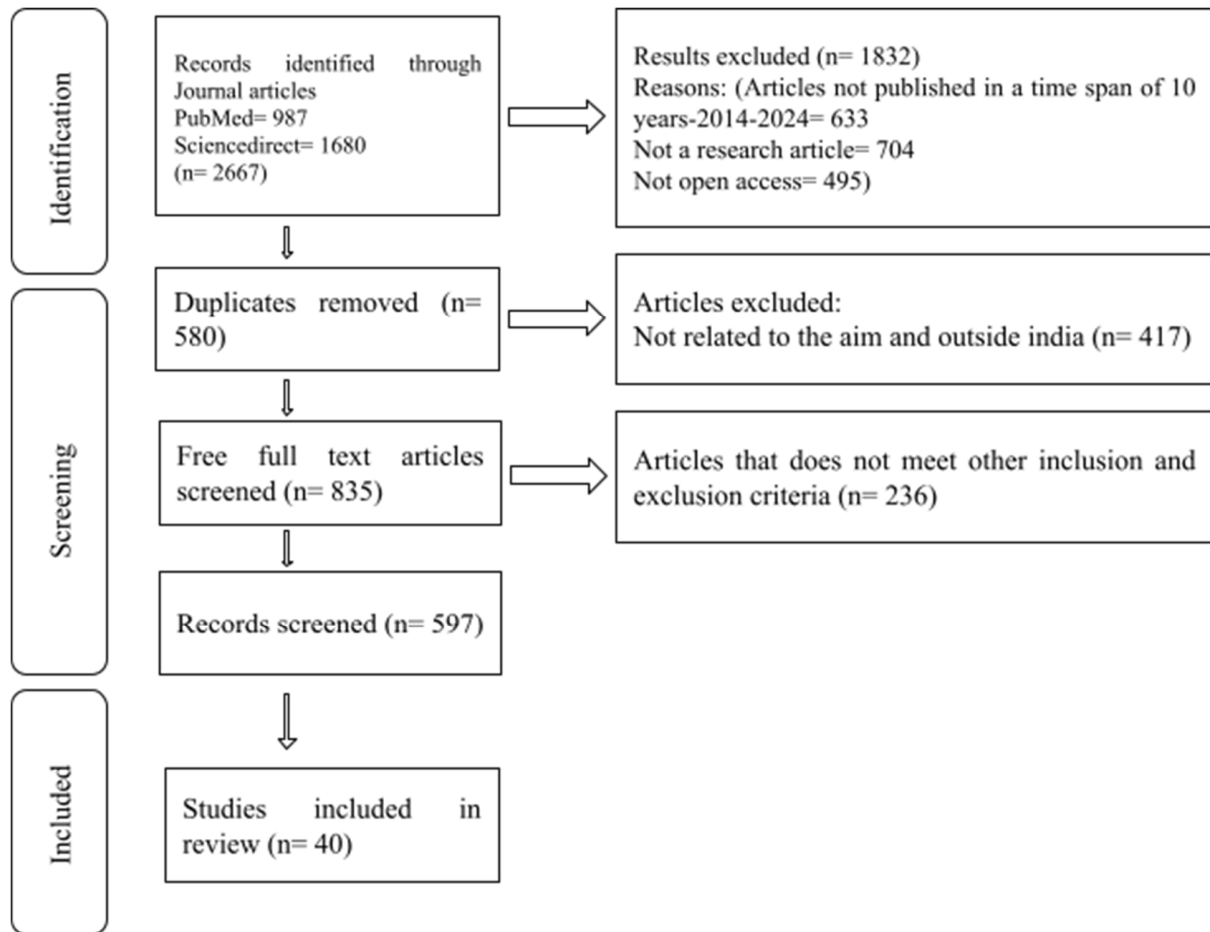 Identification
Records identified through
Journal articles
PubMed= 987
Sciencedirect= 1680
(n= 2667)
Results excluded (n= 1832)
Reasons: (Articles not published in a time span of 10
years-2014-2024= 633
Not a research article= 704
Not open access= 495)
Screening
Duplicates removed (n=
580)
Articles excluded:
Not related to the aim and outside india (n= 417)
Free full text articles
screened (n= 835)
Articles that does not meet other inclusion and
exclusion criteria (n= 236)
Records screened (n= 597)
Included
Studies included in
review (n= 40)